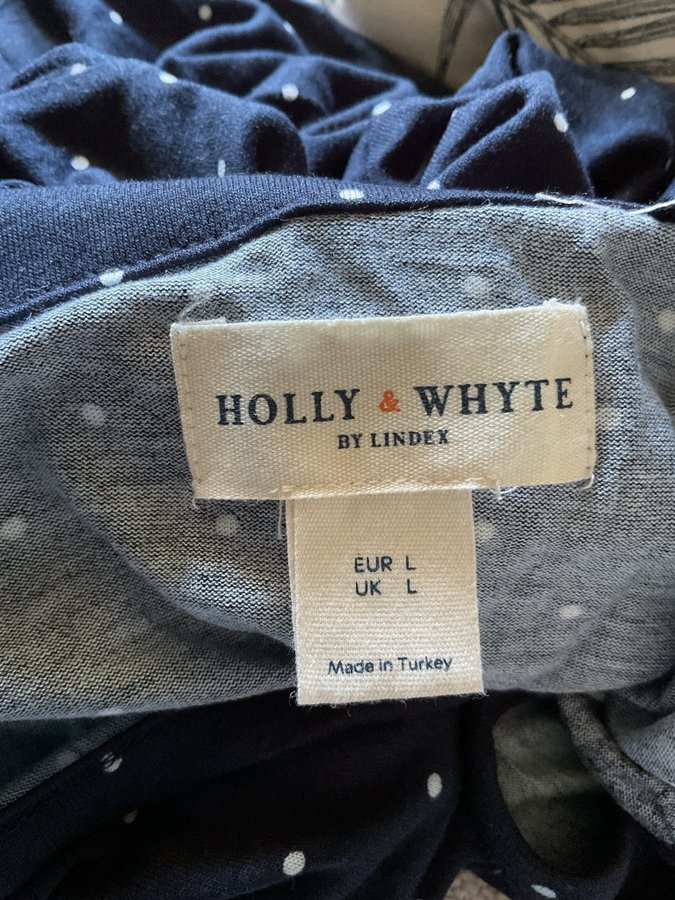 HOLLY & WHYTE
BY LINDEX
EUR L
UK L
Made in Turkey